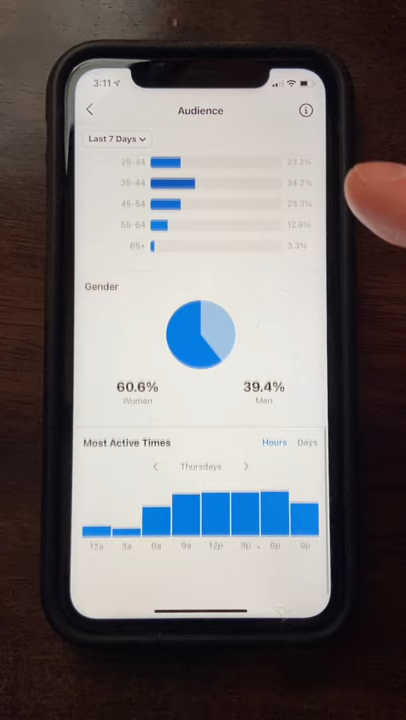 3:11
Audience
Last 7 Days
25-34 23.2%
35-44 34.2%
45-54 23.3%
55-64 12.9%
65+ 3.3%
Gender
60.6% 39.4%
Women Men
Most Active Times Hours Days
Thursdays
12a 3a 6a 9a 12p 3p 6p 9p